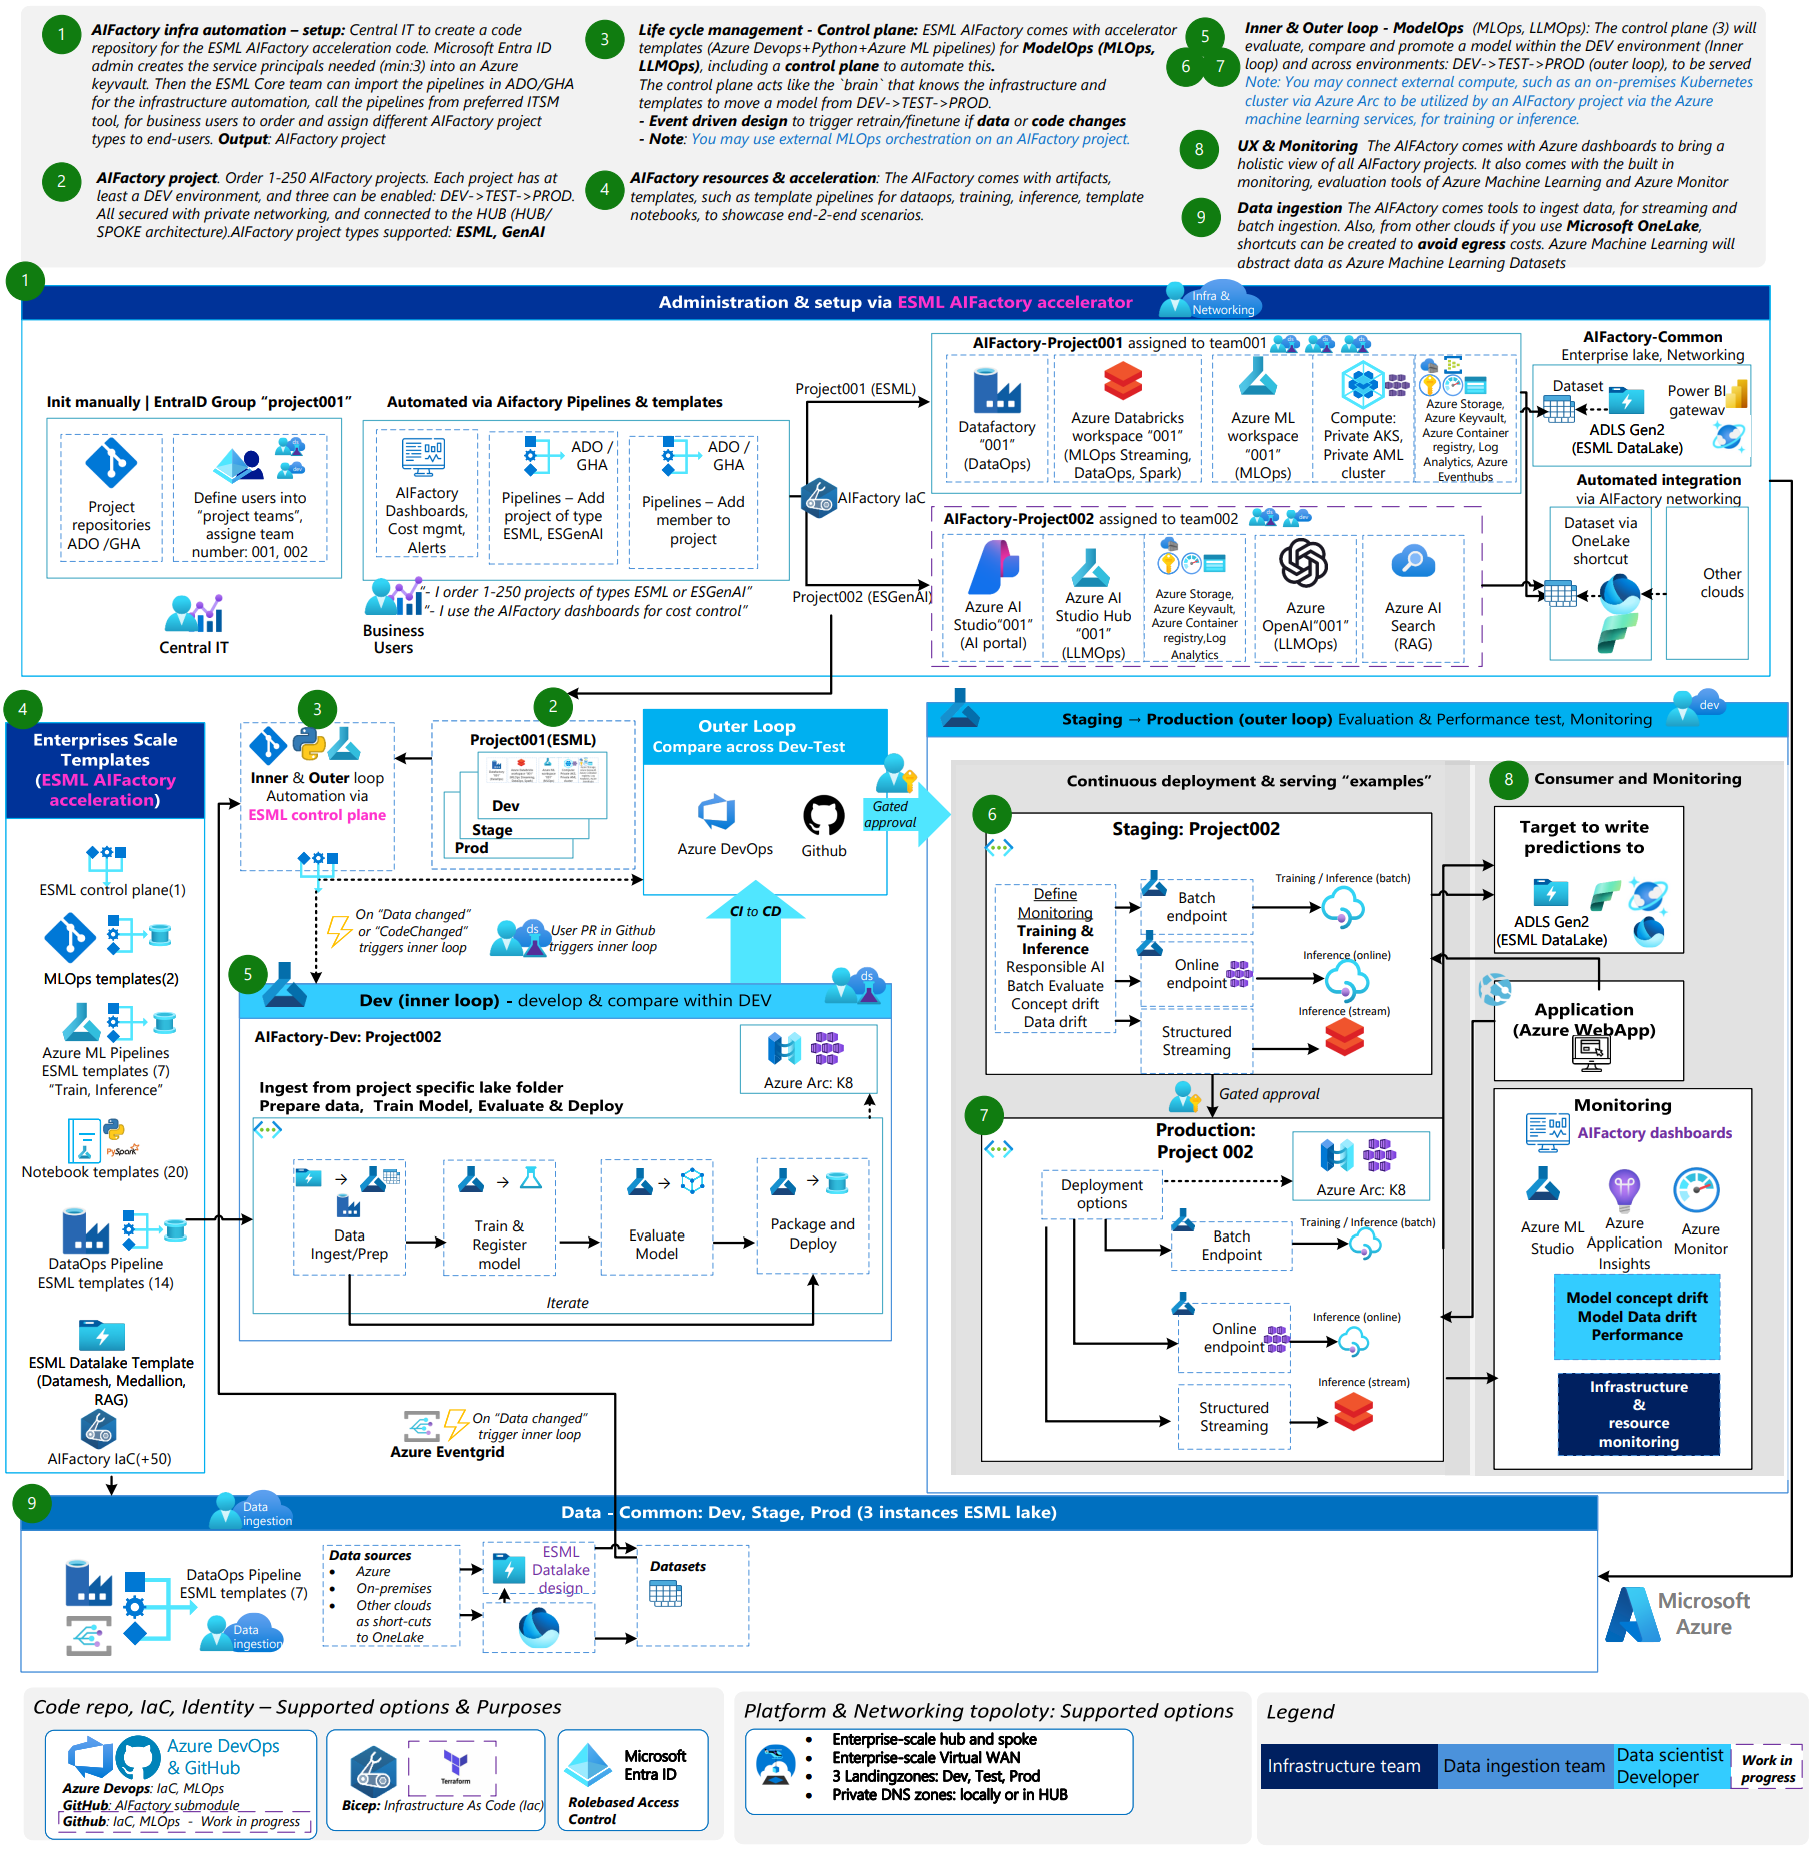 1
AIFactory infra automation – setup: Central IT to create a code
repository for the ESML AIFactory acceleration code. Microsoft Entra ID
admin creates the service principals needed (min:3) into an Azure
keyvault. Then the ESML Core team can import the pipelines in ADO/GHA
for the infrastructure automation, call the pipelines from preferred ITSM
tool, for business users to order and assign different AIFactory project
types to end-users. Output: AIFactory project
2
AIFactory project. Order 1-250 AIFactory projects. Each project has at
least a DEV environment, and three can be enabled: DEV->TEST->PROD.
All secured with private networking, and connected to the HUB (HUB/
SPOKE architecture).AIFactory project types supported: ESML, GenAI
3
Life cycle management - Control plane: ESML AIFactory comes with accelerator
templates (Azure Devops+Python+Azure ML pipelines) for ModelOps (MLOps,
LLMOps), including a control plane to automate this.
The control plane acts like the `brain` that knows the infrastructure and
templates to move a model from DEV->TEST->PROD.
- Event driven design to trigger retrain/finetune if data or code changes
- Note: You may use external MLOps orchestration on an AIFactory project.
4
AIFactory resources & acceleration: The AIFactory comes with artifacts,
templates, such as template pipelines for dataops, training, inference, template
notebooks, to showcase end-2-end scenarios.
5
6
7
Inner & Outer loop - ModelOps (MLOps, LLMOps): The control plane (3) will
evaluate, compare and promote a model within the DEV environment (Inner
loop) and across environments: DEV->TEST->PROD (outer loop), to be served
Note: You may connect external compute, such as an on-premises Kubernetes
cluster via Azure Arc to be utilized by an AIFactory project via the Azure
machine learning services, for training or inference.
8
UX & Monitoring The AIFActory comes with Azure dashboards to bring a
holistic view of all AIFactory projects. It also comes with the built in
monitoring, evaluation tools of Azure Machine Learning and Azure Monitor
9
Data ingestion The AIFActory comes tools to ingest data, for streaming and
batch ingestion. Also, from other clouds if you use Microsoft OneLake,
shortcuts can be created to avoid egress costs. Azure Machine Learning will
abstract data as Azure Machine Learning Datasets
1
Administration & setup via ESML AIFactory accelerator
Infra &
Networking
Init manually | EntraID Group “project001”
Project
repositories
ADO /GHA
dev
Define users into
“project teams”,
assigne team
number: 001, 002
Central IT
Automated via Aifactory Pipelines & templates
AIFactory
Dashboards,
Cost mgmt,
Alerts
ADO /
GHA
Pipelines – Add
project of type
ESML, ESGenAI
ADO /
GHA
Pipelines – Add
member to
project
Business
Users
“- I order 1-250 projects of types ESML or ESGenAI”
“- I use the AIFactory dashboards for cost control”
Project001 (ESML)
AIFactory IaC
Project002 (ESGenAI)
AIFactory-Project001 assigned to team001
Datafactory
“001”
(DataOps)
Azure Databricks
workspace “001”
(MLOps Streaming,
DataOps, Spark)
Azure ML
workspace
“001”
(MLOps)
Compute:
Private AKS,
Private AML
cluster
Azure Storage,
Azure Keyvault,
Azure Container
registry, Log
Analytics, Azure
Eventhubs
AIFactory-Project002 assigned to team002
dev
Azure AI
Studio“001”
(AI portal)
Azure AI
Studio Hub
“001”
(LLMOps)
Azure Storage,
Azure Keyvault,
Azure Container
registry,Log
Analytics
Azure
OpenAI“001”
(LLMOps)
Azure AI
Search
(RAG)
AIFactory-Common
Enterprise lake, Networking
Dataset
Power BI
gateway
ADLS Gen2
(ESML DataLake)
Automated integration
via AIFactory networking
Dataset via
OneLake
shortcut
Other
clouds
4
Enterprises Scale
Templates
(ESML AIFactory
acceleration)
ESML control plane(1)
MLOps templates(2)
Azure ML Pipelines
ESML templates (7)
“Train, Inference”
PySpark
Notebook templates (20)
DataOps Pipeline
ESML templates (14)
ESML Datalake Template
(Datamesh, Medallion,
RAG)
AIFactory IaC(+50)
3
Inner & Outer loop
Automation via
ESML control plane
2
Project001(ESML)
Dev
Stage
Prod
Outer Loop
Compare across Dev-Test
Azure DevOps
Github
Gated
approval
On “Data changed”
or “CodeChanged”
triggers inner loop
ds
User PR in Github
triggers inner loop
CI to CD
5
Dev (inner loop) - develop & compare within DEV
ds
AIFactory-Dev: Project002
Azure Arc: K8
Ingest from project specific lake folder
Prepare data, Train Model, Evaluate & Deploy
Data
Ingest/Prep
Train &
Register
model
Evaluate
Model
Package and
Deploy
Iterate
Azure Eventgrid
On “Data changed”
trigger inner loop
Staging → Production (outer loop) Evaluation & Performance test, Monitoring
dev
Continuous deployment & serving “examples”
6
Staging: Project002
Define
Monitoring
Training &
Inference
Responsible AI
Batch Evaluate
Concept drift
Data drift
Batch
endpoint
Training / Inference (batch)
Online
endpoint
Inference (online)
Structured
Streaming
Inference (stream)
Gated approval
7
Production:
Project 002
Azure Arc: K8
Deployment
options
Batch
Endpoint
Training / Inference (batch)
Online
endpoint
Inference (online)
Structured
Streaming
Inference (stream)
8
Consumer and Monitoring
Target to write
predictions to
ADLS Gen2
(ESML DataLake)
Application
(Azure WebApp)
Monitoring
AIFactory dashboards
Azure ML
Studio
Azure
Application
Insights
Azure
Monitor
Model concept drift
Model Data drift
Performance
Infrastructure
&
resource
monitoring
9
Data
ingestion
Data - Common: Dev, Stage, Prod (3 instances ESML lake)
DataOps Pipeline
ESML templates (7)
Data
ingestion
Data sources
• Azure
• On-premises
• Other clouds
as short-cuts
to OneLake
ESML
Datalake
design
Datasets
Microsoft
Azure
Code repo, IaC, Identity – Supported options & Purposes
Azure DevOps
& GitHub
Azure Devops: IaC, MLOps
GitHub: AIFactory submodule
Github: IaC, MLOps - Work in progress
Terraform
Bicep: Infrastructure As Code (Iac)
Microsoft
Entra ID
Rolebased Access
Control
Platform & Networking topoloty: Supported options
• Enterprise-scale hub and spoke
• Enterprise-scale Virtual WAN
• 3 Landingzones: Dev, Test, Prod
• Private DNS zones: locally or in HUB
Legend
Infrastructure team
Data ingestion team
Data scientist
Developer
Work in
progress